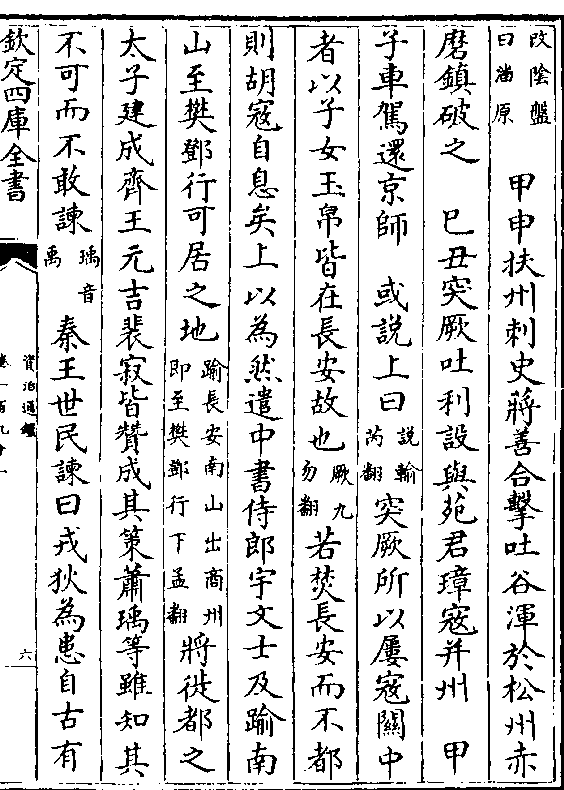 改陰盤曰潘原　甲申扶州刺史蔣善合擊吐谷渾於松州赤
磨鎮破之　巳丑突厥吐利設與苑君璋寇并州　甲
子車駕還京師　或說上曰說輸芮翻突厥所以屢寇關中
者以子女玉帛皆在長安故也厥九勿翻若焚長安而不都
則胡寇自息矣上以為然遣中書侍郎宇文士及踰南
山至樊鄧行可居之地踰長安南山出商州即至樊鄧行下孟翻將徙都之
太子建成齊王元吉裴寂皆贊成其策蕭瑀等雖知其
不可而不敢諫瑀音禹秦王世民諫曰戎狄為患自古有
欽定四庫全書
資治通鑑
六